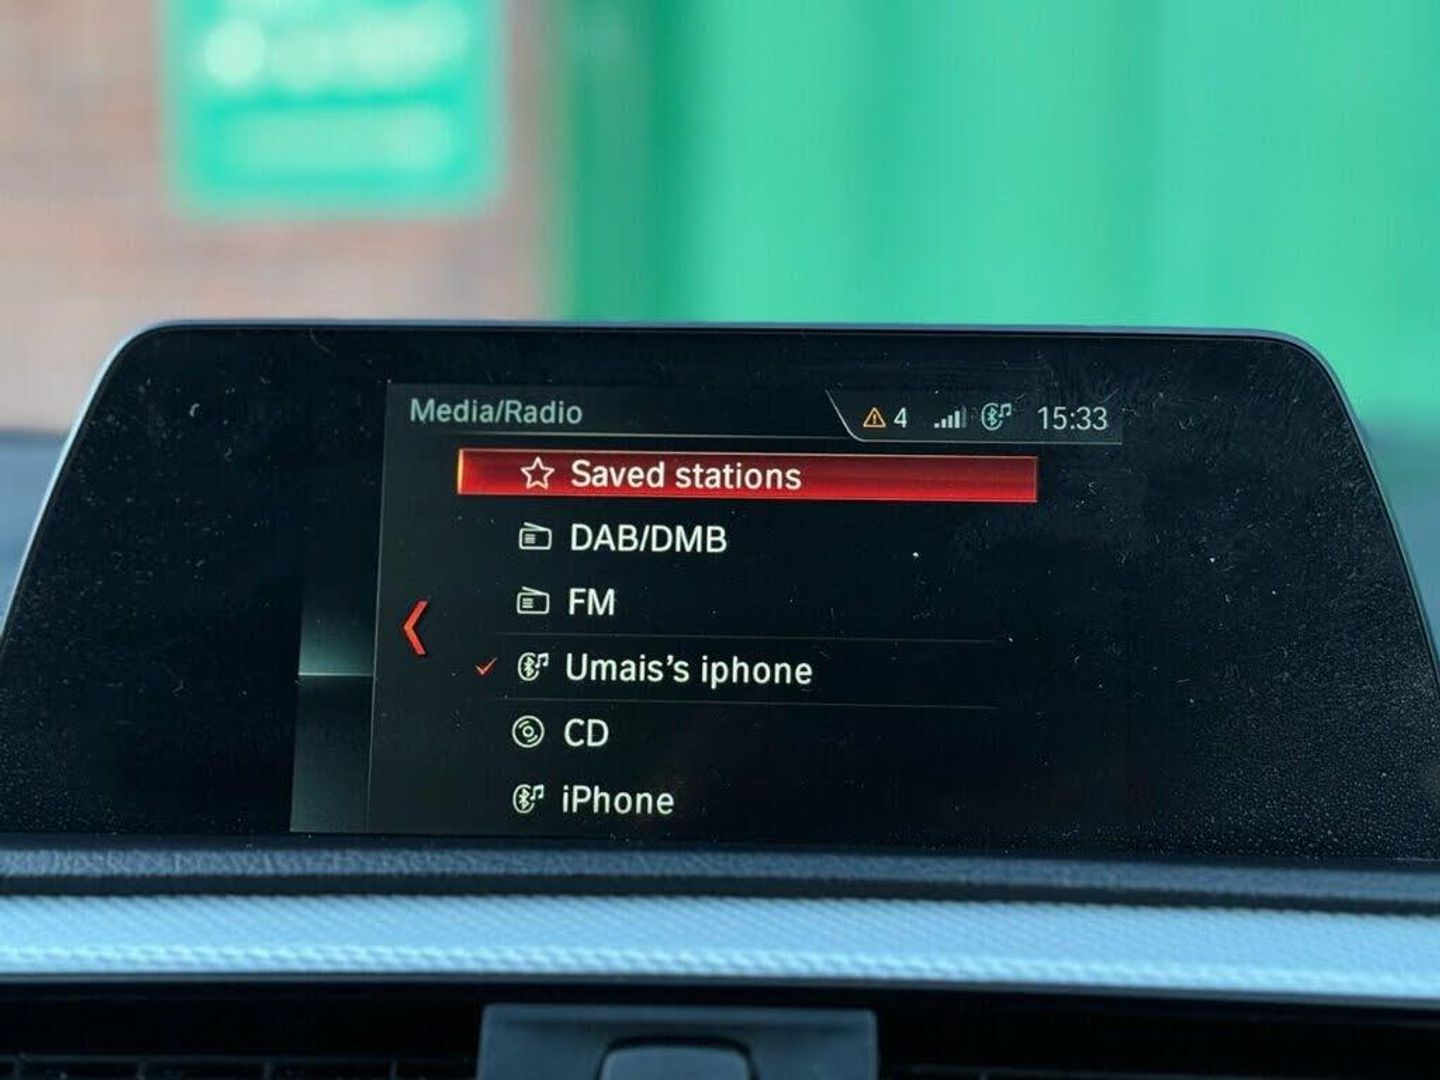 Media/Radio
4
15:33
Saved stations
DAB/DMB
FM
Umais's iphone
CD
iPhone